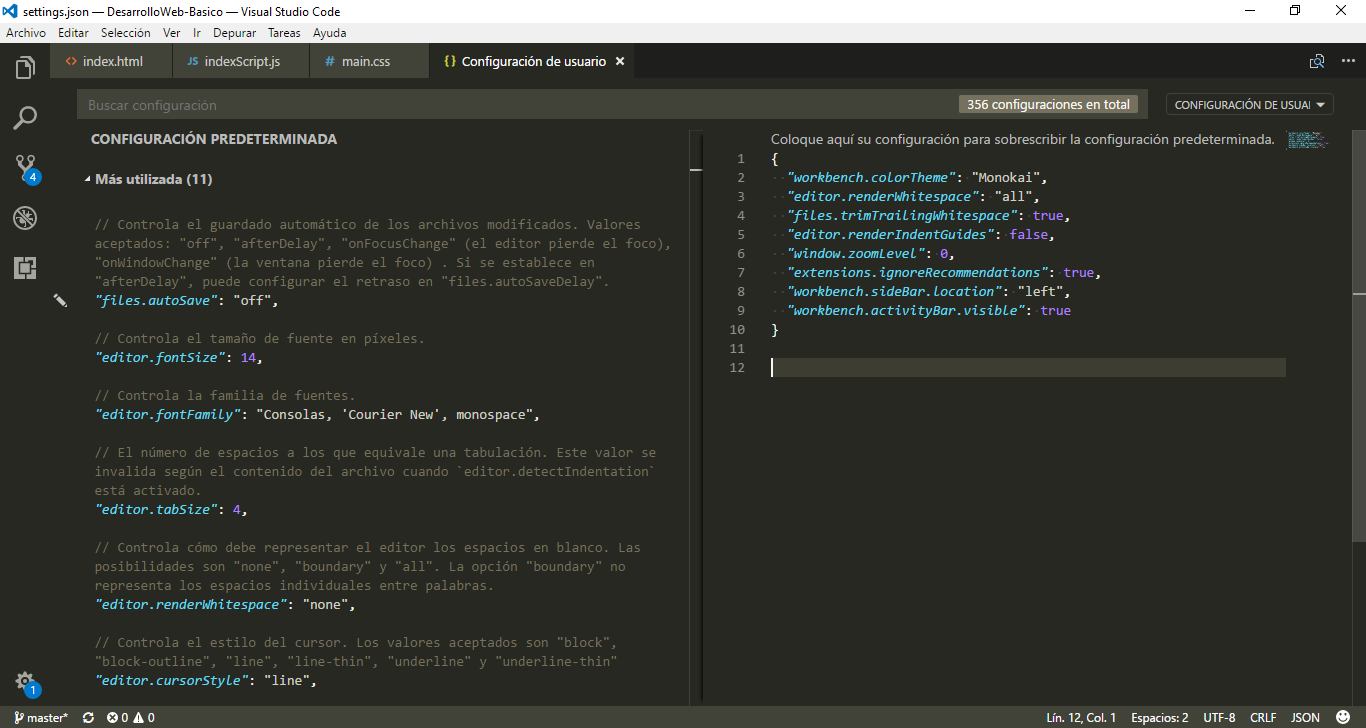 settings.json — DesarrolloWeb-Basico — Visual Studio Code
Archivo Editar Selección Ver Ir Depurar Tareas Ayuda
<> index.html JS indexScript.js # main.css {} Configuración de usuario ×
Buscar configuración
356 configuraciones en total
CONFIGURACIÓN DE USUAI
4
1
CONFIGURACIÓN PREDETERMINADA
Más utilizada (11)
// Controla el guardado automático de los archivos modificados. Valores
aceptados: "off", "afterDelay", "onFocusChange" (el editor pierde el foco),
"onWindowChange" (la ventana pierde el foco) . Si se establece en
"afterDelay", puede configurar el retraso en "files.autoSaveDelay".
"files.autoSave": "off",
// Controla el tamaño de fuente en píxeles.
"editor.fontSize": 14,
// Controla la familia de fuentes.
"editor.fontFamily": "Consolas, 'Courier New', monospace",
// El número de espacios a los que equivale una tabulación. Este valor se
invalida según el contenido del archivo cuando `editor.detectIndentation`
está activado.
"editor.tabSize": 4,
// Controla cómo debe representar el editor los espacios en blanco. Las
posibilidades son "none", "boundary" y "all". La opción "boundary" no
representa los espacios individuales entre palabras.
"editor.renderWhitespace": "none",
// Controla el estilo del cursor. Los valores aceptados son "block",
"block-outline", "line", "line-thin", "underline" y "underline-thin"
"editor.cursorStyle": "line",
Coloque aquí su configuración para sobrescribir la configuración predeterminada.
1 {
2 "workbench.colorTheme": "Monokai",
3 "editor.renderWhitespace": "all",
4 "files.trimTrailingWhitespace": true,
5 "editor.renderIndentGuides": false,
6 "window.zoomLevel": 0,
7 "extensions.ignoreRecommendations": true,
8 "workbench.sideBar.location": "left",
9 "workbench.activityBar.visible": true
10 }
11
12
master* 0 0 Lín. 12, Col. 1 Espacios: 2 UTF-8 CRLF JSON